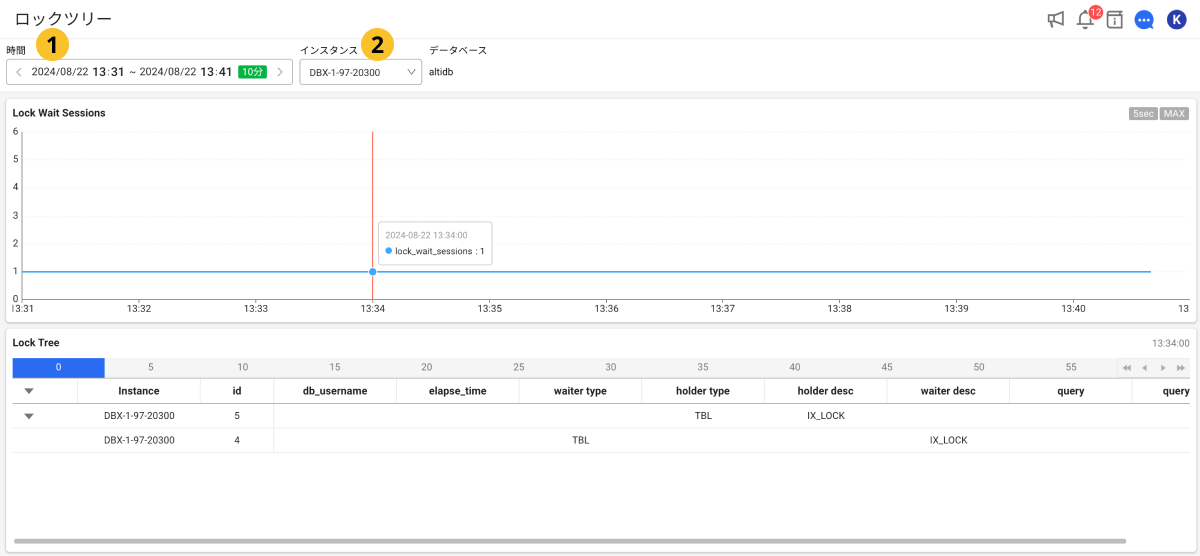 ロックツリー
12
K
1
2
時間
インスタンス
データベース
2024/08/22 13:31 ~ 2024/08/22 13:41 10分
DBX-1-97-20300
altidb
Lock Wait Sessions
5sec MAX
6
5
4
3
2
1
0
2024-08-22 13:34:00
lock_wait_sessions : 1
13:31 13:32 13:33 13:34 13:35 13:36 13:37 13:38 13:39 13:40 13
Lock Tree
13:34:00
0 5 10 15 20 25 30 35 40 45 50 55
Instance id db_username elapse_time waiter type holder type holder desc waiter desc query query
DBX-1-97-20300 5 TBL IX_LOCK
DBX-1-97-20300 4 TBL IX_LOCK